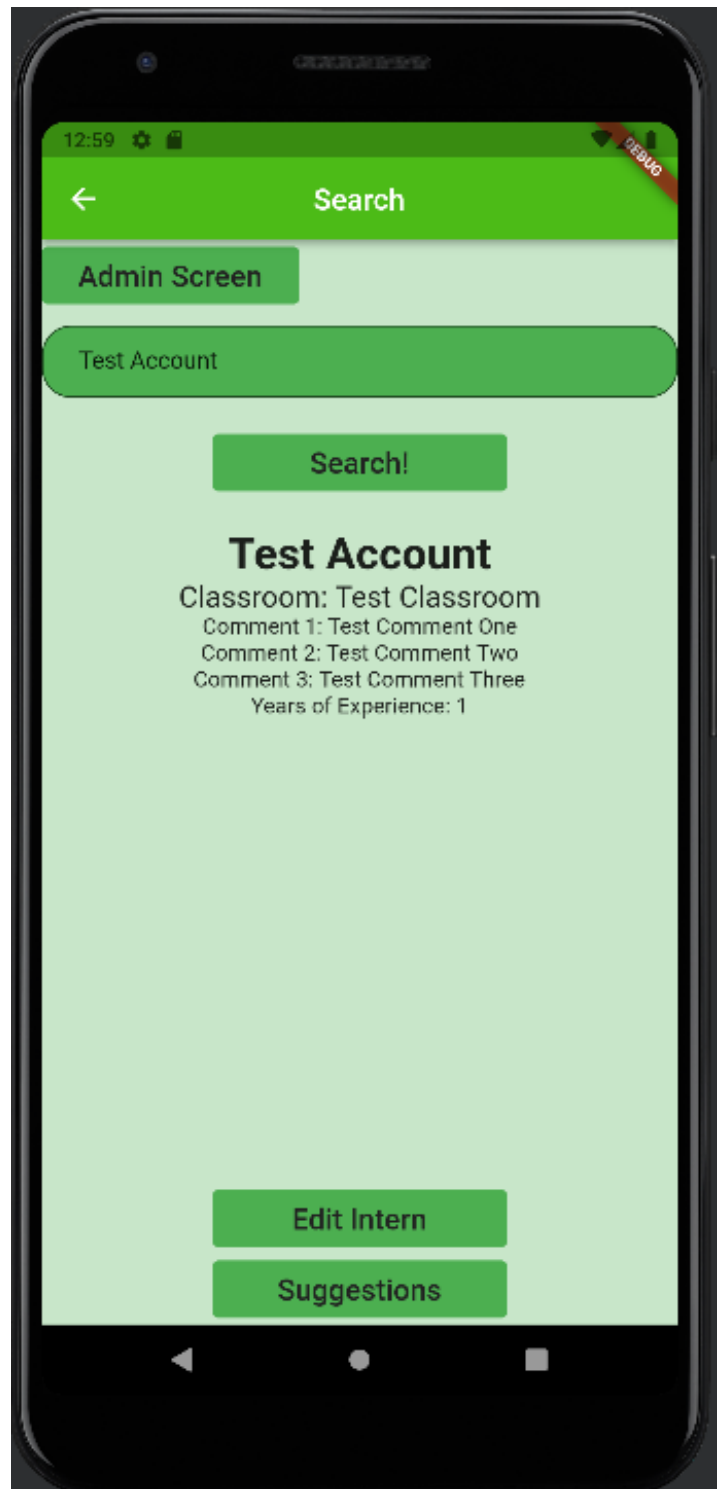 12:59
DEBUG
Search
Admin Screen
Test Account
Search!
Test Account
Classroom: Test Classroom
Comment 1: Test Comment One
Comment 2: Test Comment Two
Comment 3: Test Comment Three
Years of Experience: 1
Edit Intern
Suggestions